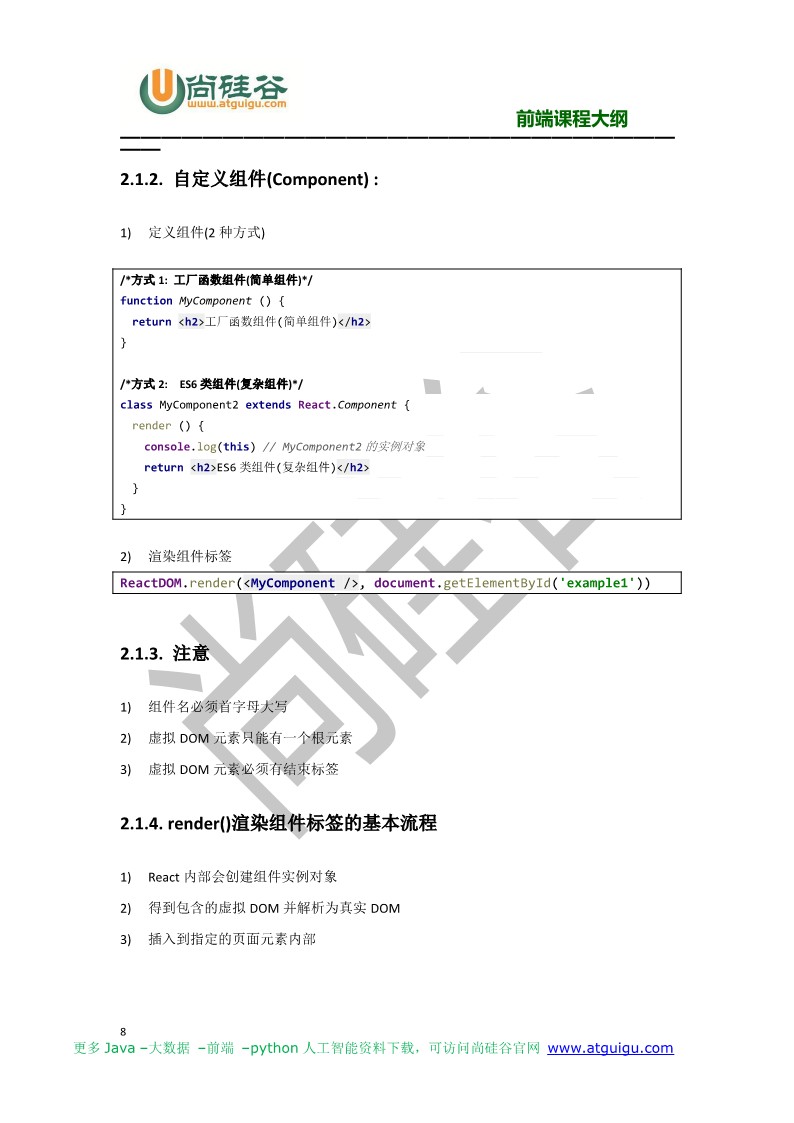 尚硅谷
www.atguigu.com
前端课程大纲
2.1.2. 自定义组件(Component) :
1) 定义组件(2 种方式)
/*方式 1: 工厂函数组件(简单组件)*/
function MyComponent () {
return <h2>工厂函数组件(简单组件)</h2>
}
/*方式 2: ES6 类组件(复杂组件)*/
class MyComponent2 extends React.Component {
render () {
console.log(this) // MyComponent2 的实例对象
return <h2>ES6 类组件(复杂组件)</h2>
}
}
2) 渲染组件标签
ReactDOM.render(<MyComponent />, document.getElementById('example1'))
2.1.3. 注意
1) 组件名必须首字母大写
2) 虚拟 DOM 元素只能有一个根元素
3) 虚拟 DOM 元素必须有结束标签
2.1.4. render()渲染组件标签的基本流程
1) React 内部会创建组件实例对象
2) 得到包含的虚拟 DOM 并解析为真实 DOM
3) 插入到指定的页面元素内部
8
更多 Java –大数据 –前端 –python 人工智能资料下载，可访问尚硅谷官网 www.atguigu.com
尚硅谷